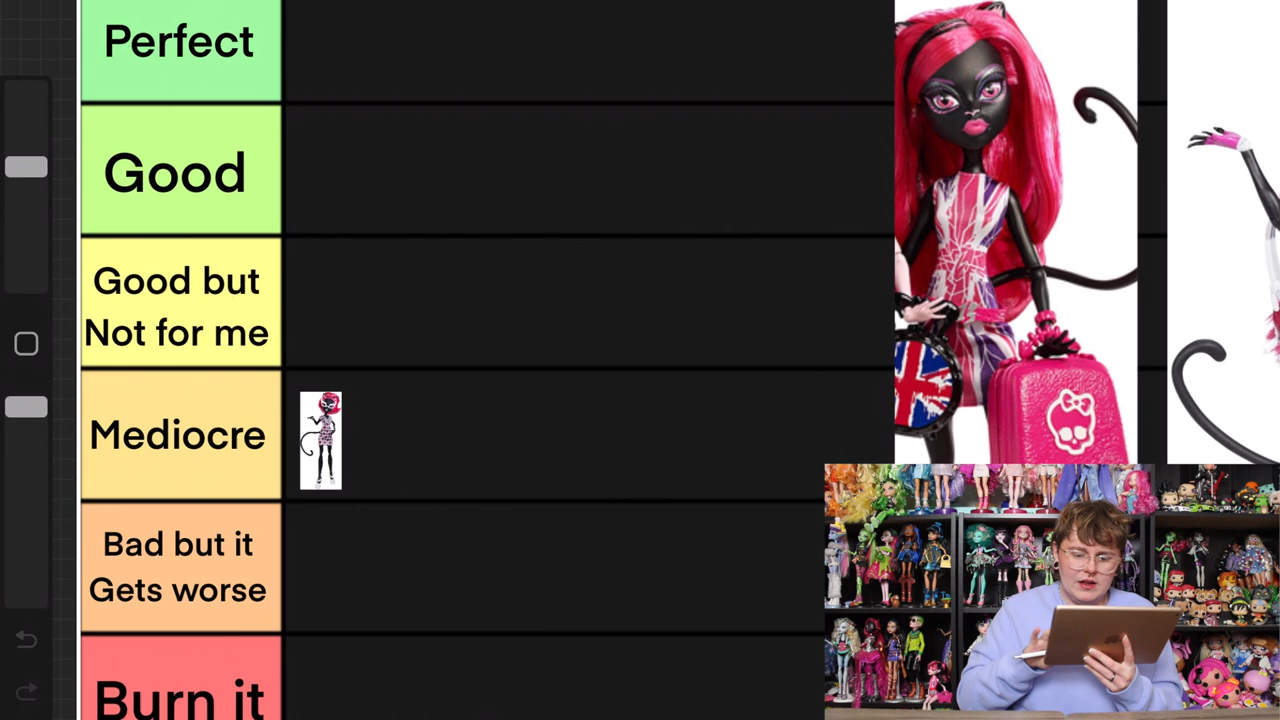 Perfect
Good
Good but
Not for me
Mediocre
Bad but it
Gets worse
Burn it